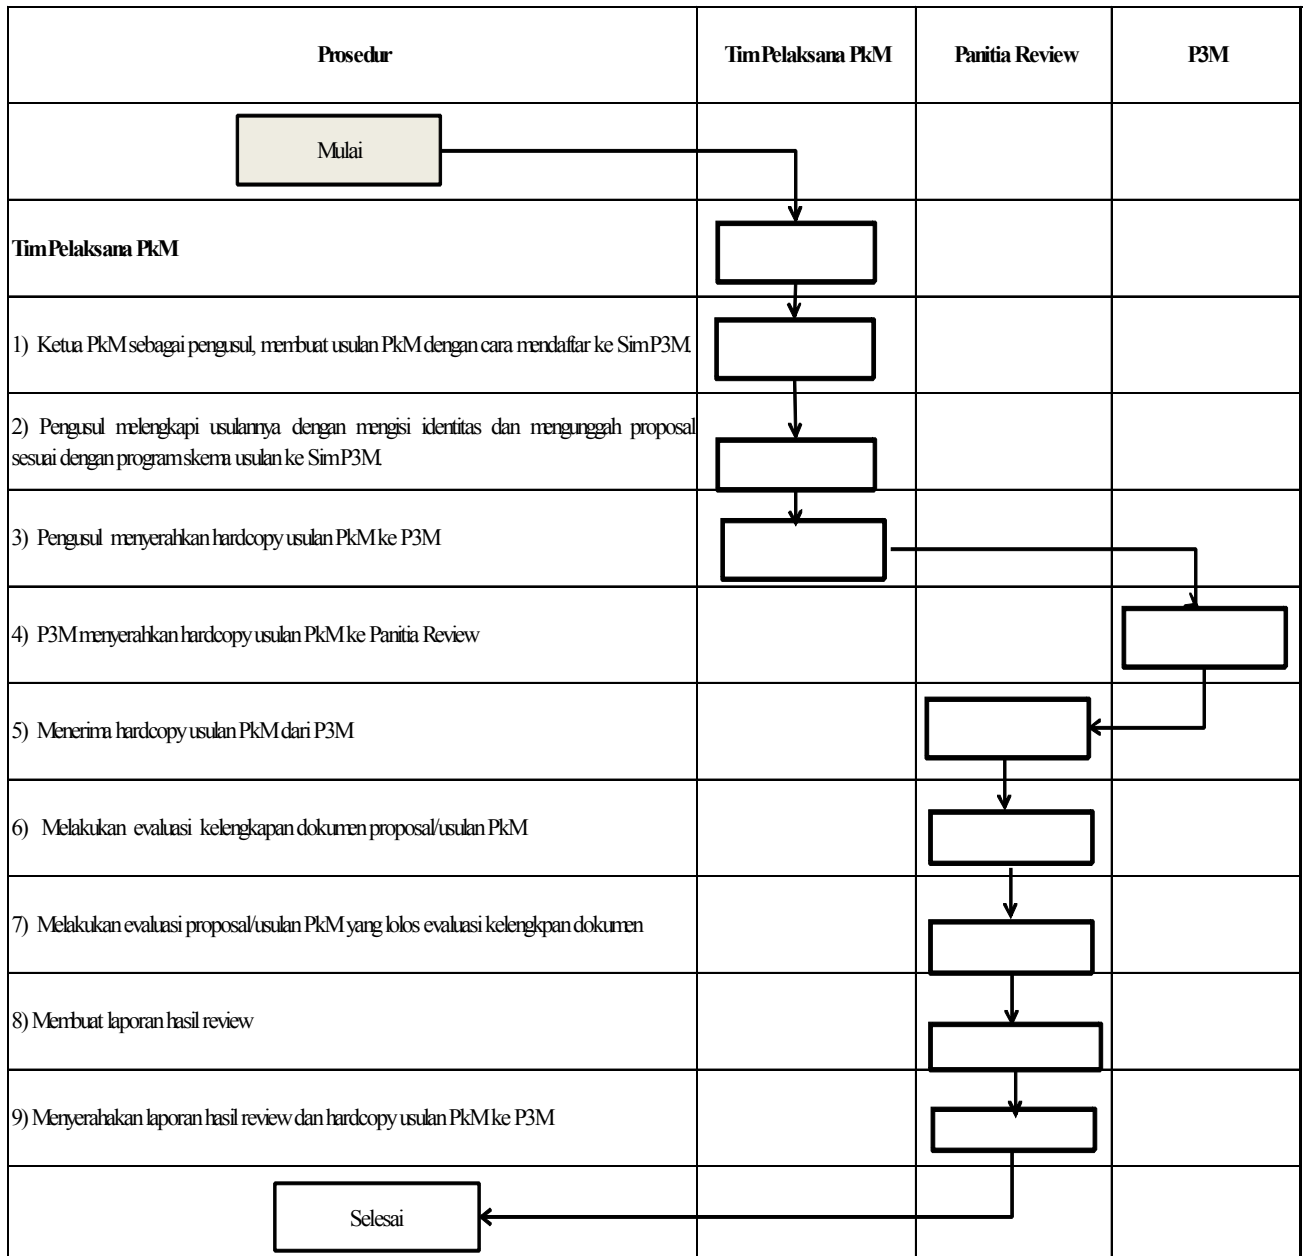 Prosedur
Tim Pelaksana PkM
Panitia Review
P3M
Mulai
Tim Pelaksana PkM
1) Ketua PkM sebagai pengusul, membuat usulan PkM dengan cara mendaftar ke Sim P3M.
2) Pengusul melengkapi usulannya dengan mengisi identitas dan mengunggah proposal
sesuai dengan program skema usulan ke Sim P3M.
3) Pengusul menyerahkan hardcopy usulan PkM ke P3M
4) P3M menyerahkan hardcopy usulan PkM ke Panitia Review
5) Menerima hardcopy usulan PkM dari P3M
6) Melakukan evaluasi kelengkapan dokumen proposal/usulan PkM
7) Melakukan evaluasi proposal/usulan PkM yang lolos evaluasi kelengkpan dokumen
8) Membuat laporan hasil review
9) Menyerahakan laporan hasil review dan hardcopy usulan PkM ke P3M
Selesai